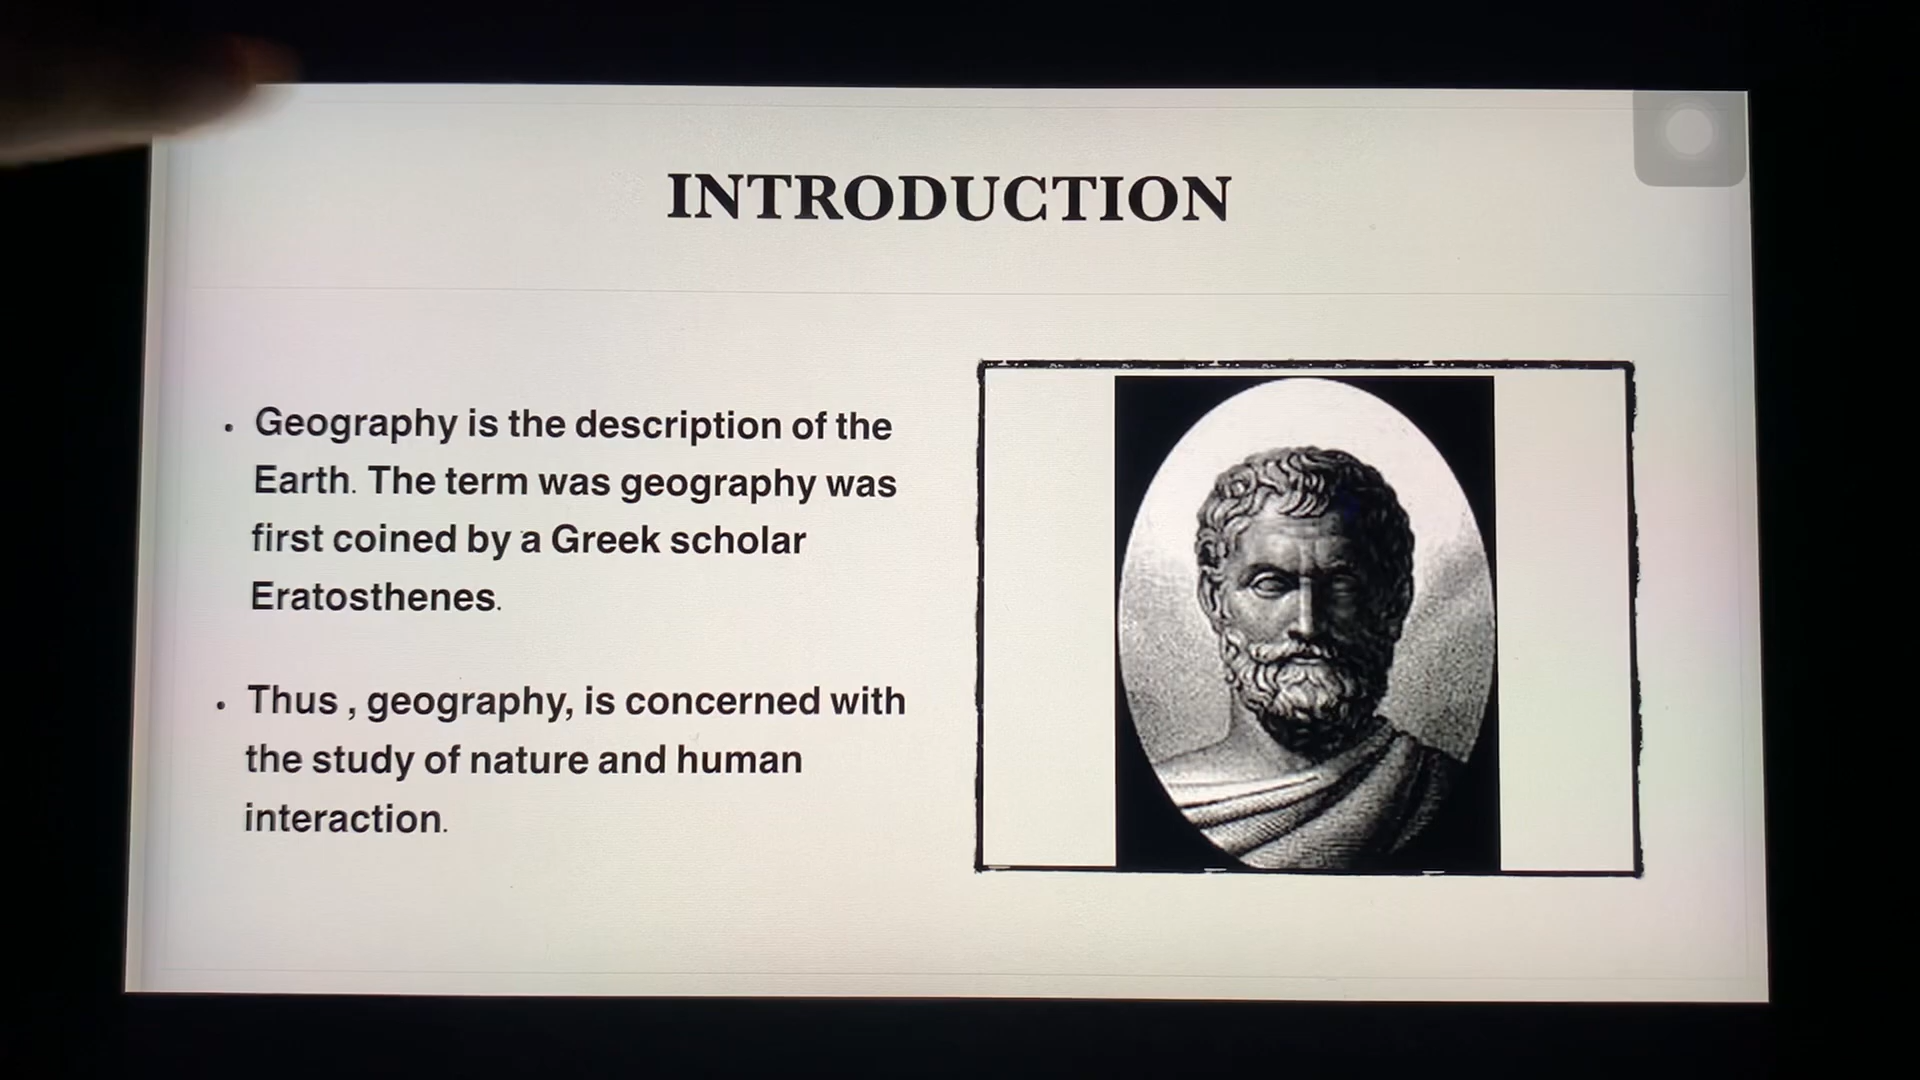 INTRODUCTION
. Geography is the description of the
Earth. The term was geography was
first coined by a Greek scholar
Eratosthenes.
. Thus , geography, is concerned with
the study of nature and human
interaction.